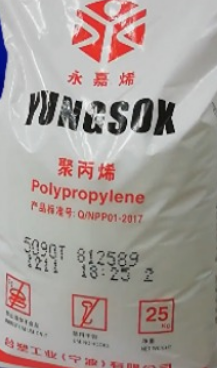 永嘉烯
YUNGSOX
聚丙烯
Polypropylene
产品标准号: Q/NPP01-2017
5090T 812589
1211 18:25 2
25
KG
台塑工业(宁波)有限公司